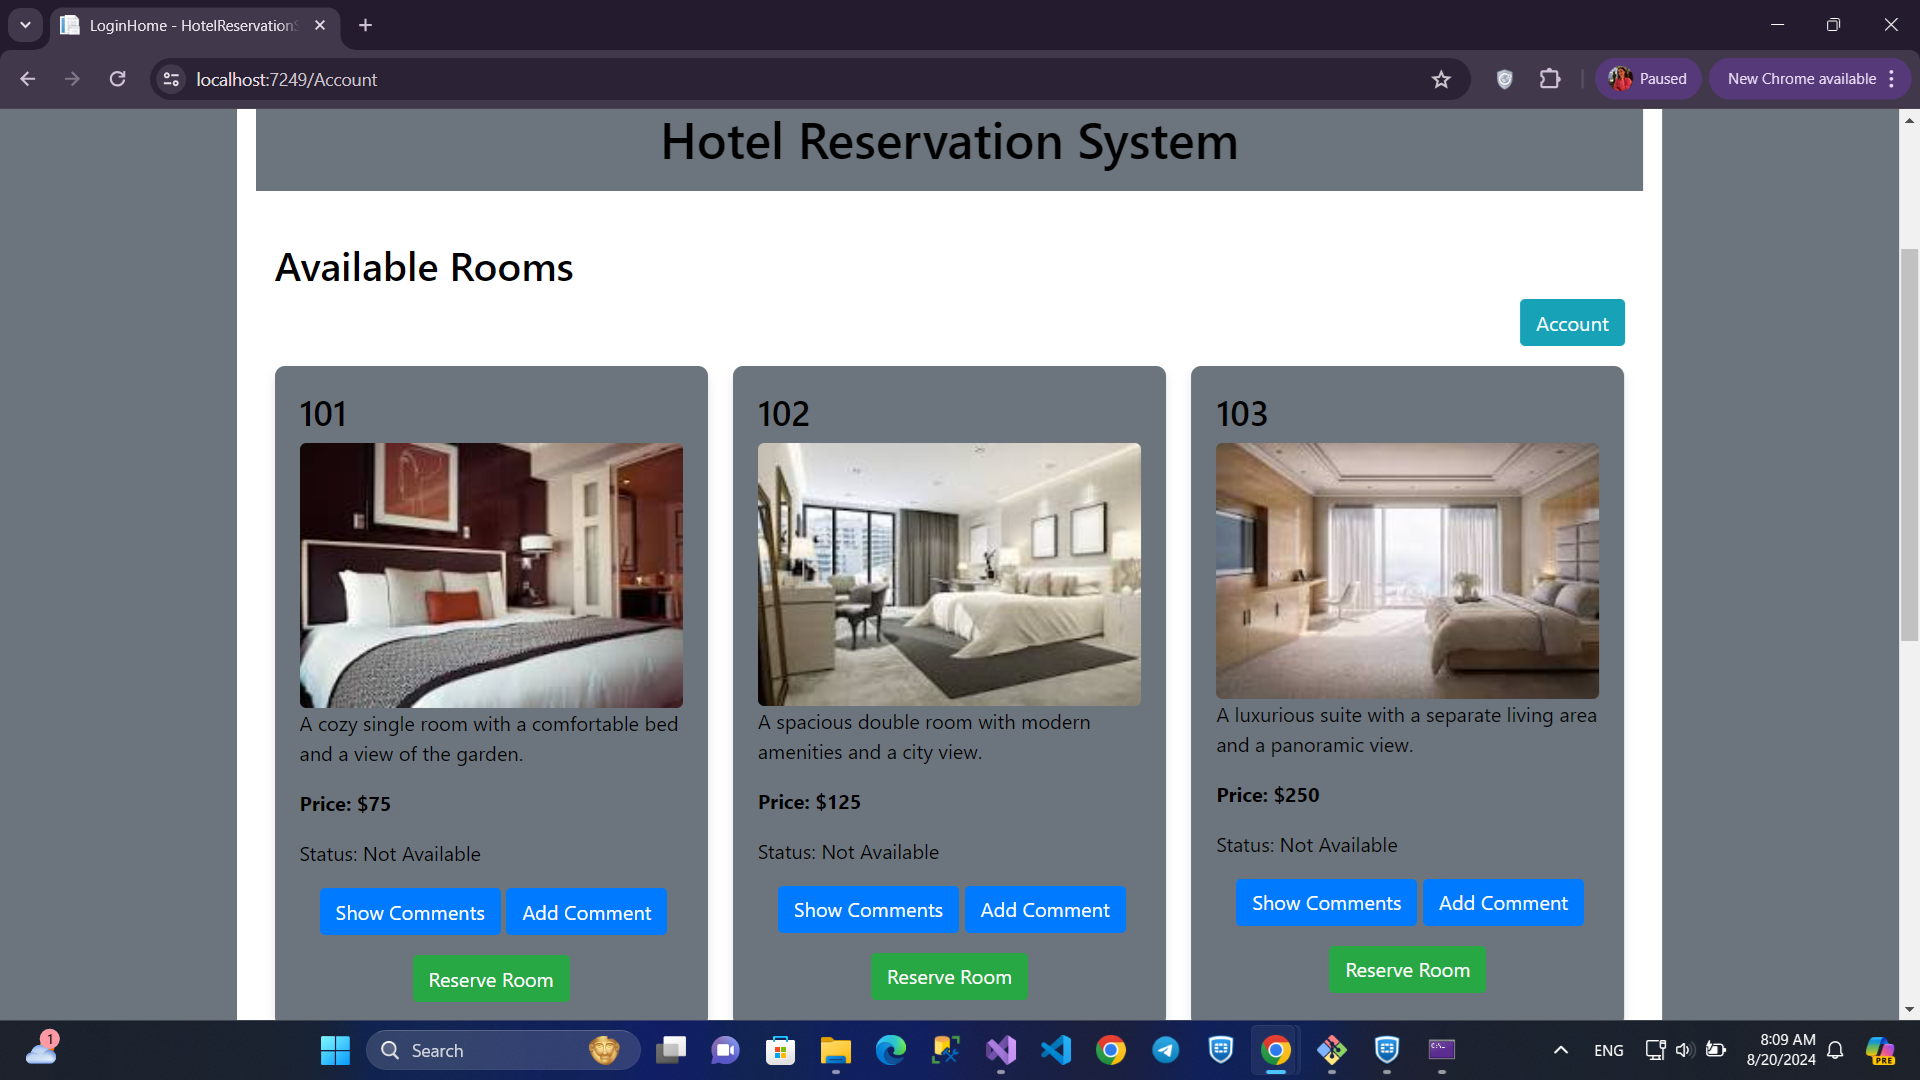 LoginHome - HotelReservationS
localhost:7249/Account
Paused
New Chrome available
Hotel Reservation System
Available Rooms
Account
101
A cozy single room with a comfortable bed
and a view of the garden.
Price: $75
Status: Not Available
Show Comments
Add Comment
Reserve Room
102
A spacious double room with modern
amenities and a city view.
Price: $125
Status: Not Available
Show Comments
Add Comment
Reserve Room
103
A luxurious suite with a separate living area
and a panoramic view.
Price: $250
Status: Not Available
Show Comments
Add Comment
Reserve Room
1
Search
ENG
8:09 AM
8/20/2024
PRE